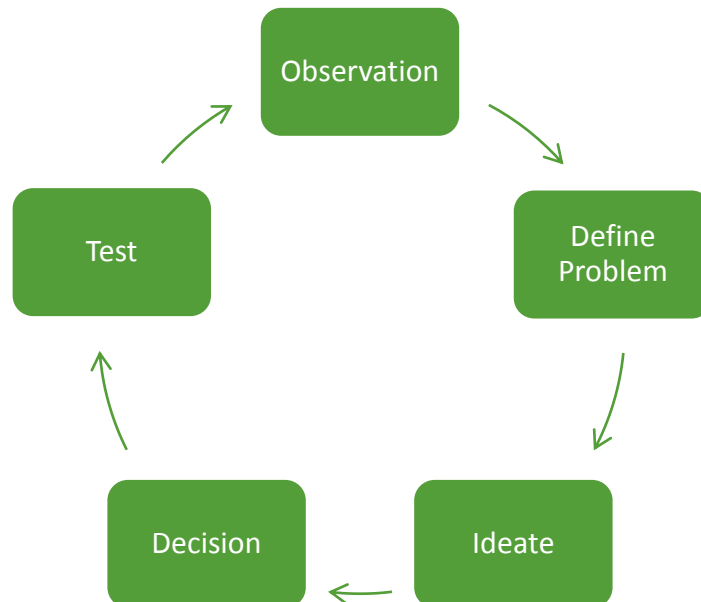 Observation
Define
Problem
Ideate
Decision
Test